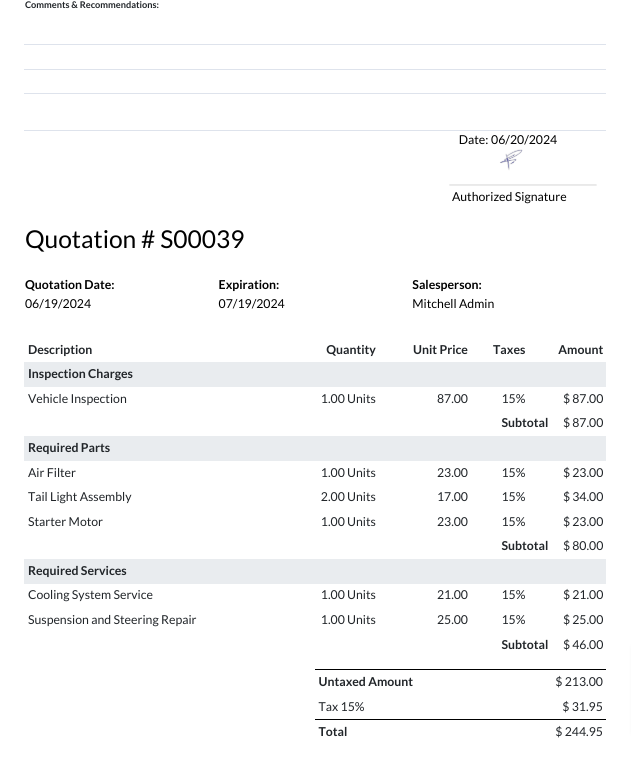 Comments & Recommendations:
Date: 06/20/2024
Authorized Signature
Quotation # S00039
Quotation Date: Expiration: Salesperson:
06/19/2024 07/19/2024 Mitchell Admin
Description Quantity Unit Price Taxes Amount
Inspection Charges
Vehicle Inspection 1.00 Units 87.00 15% $ 87.00
Subtotal $ 87.00
Required Parts
Air Filter 1.00 Units 23.00 15% $ 23.00
Tail Light Assembly 2.00 Units 17.00 15% $ 34.00
Starter Motor 1.00 Units 23.00 15% $ 23.00
Subtotal $ 80.00
Required Services
Cooling System Service 1.00 Units 21.00 15% $ 21.00
Suspension and Steering Repair 1.00 Units 25.00 15% $ 25.00
Subtotal $ 46.00
Untaxed Amount $ 213.00
Tax 15% $ 31.95
Total $ 244.95